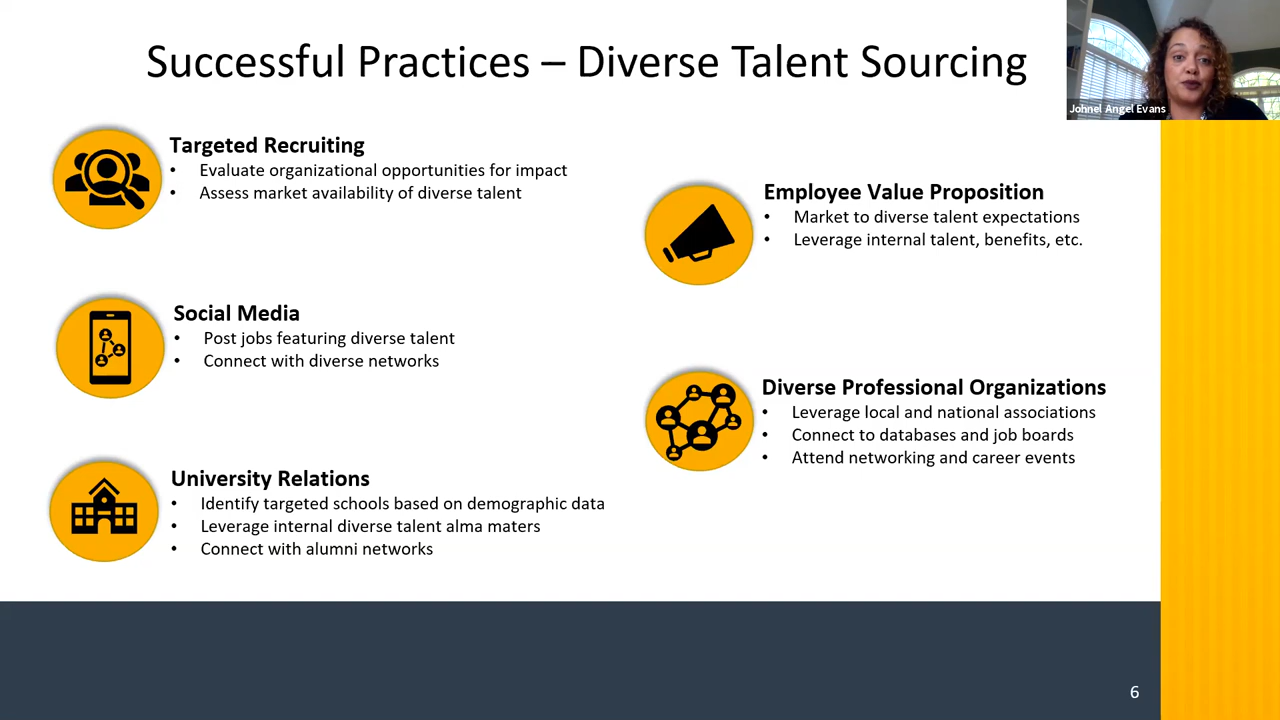 Successful Practices – Diverse Talent Sourcing
Johnel Angel Evans
Targeted Recruiting
• Evaluate organizational opportunities for impact
• Assess market availability of diverse talent
Social Media
• Post jobs featuring diverse talent
• Connect with diverse networks
University Relations
• Identify targeted schools based on demographic data
• Leverage internal diverse talent alma maters
• Connect with alumni networks
Employee Value Proposition
• Market to diverse talent expectations
• Leverage internal talent, benefits, etc.
Diverse Professional Organizations
• Leverage local and national associations
• Connect to databases and job boards
• Attend networking and career events
6